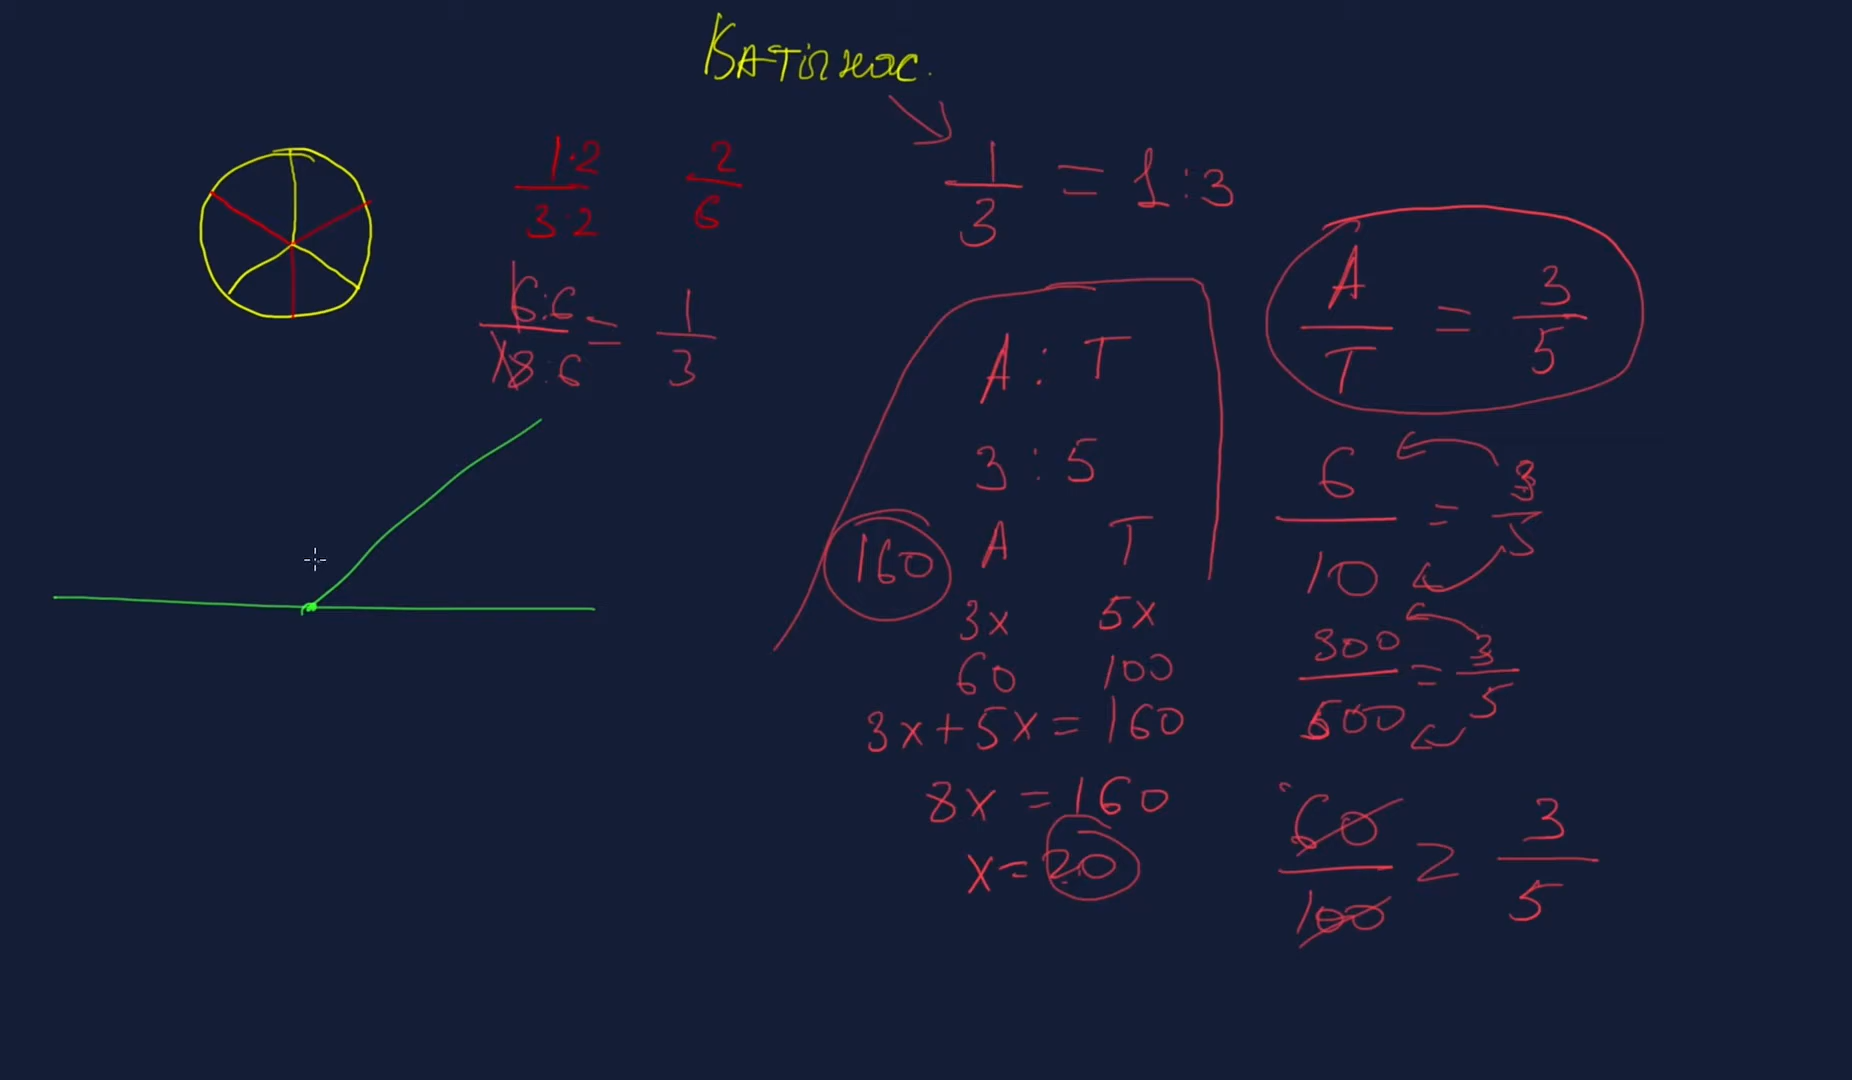 Қатынас.
1·2/3·2 2/6
1/3 = 1:3
6:6/18:6 = 1/3
A/T = 3/5
A : T
3 : 5
160 A T
3x 5x
60 100
3x+5x=160
8x=160
x=20
6/10 = 3/5
300/500 = 3/5
60/100 = 3/5